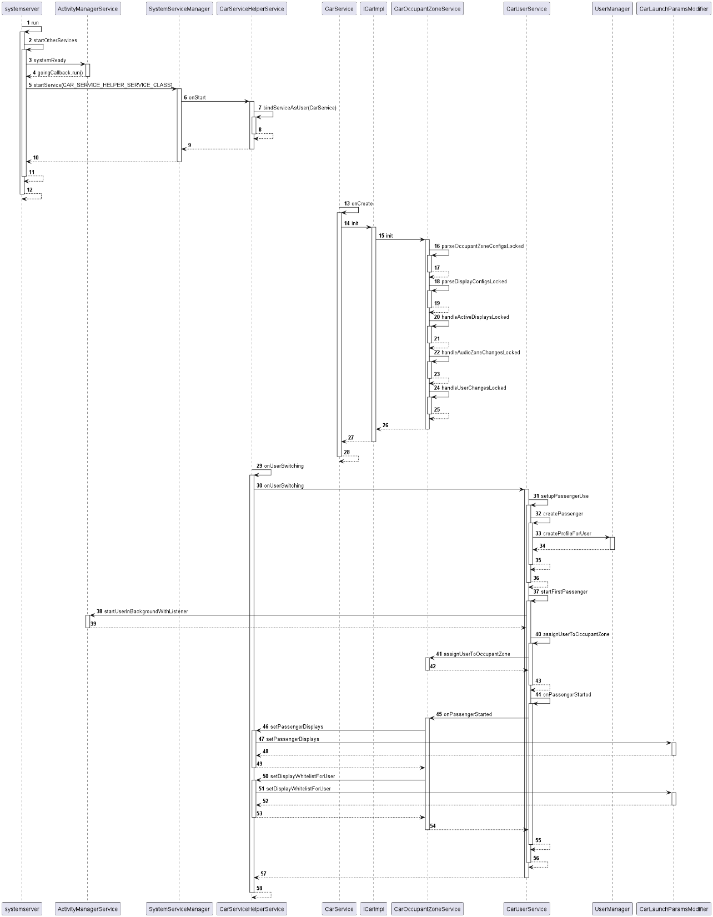 systemserver ActivityManagerService SystemServiceManager CarServiceHelperService CarService ICarImpl CarOccupantZoneService CarUserService UserManager CarLaunchParamsModifier
1 run
2 startOtherServices
3 systemReady
4 goingCallback.run()
5 startService(CAR_SERVICE_HELPER_SERVICE_CLASS)
6 onStart
7 bindServiceAsUser(CarService)
8
9
10
11
12
13 onCreate
14 init
15 init
16 parseOccupantZoneConfigsLocked
17
18 parseDisplayConfigsLocked
19
20 handleActiveDisplaysLocked
21
22 handleAudioZoneChangesLocked
23
24 handleUserChangesLocked
25
26
27
28
29 onUserSwitching
30 onUserSwitching
31 setupPassengerUse
32 createPassenger
33 createProfileForUser
34
35
36
37 startFirstPassenger
38 startUserInBackgroundWithListener
39
40 assignUserToOccupantZone
41 assignUserToOccupantZone
42
43
44 onPassengerStarted
45 onPassengerStarted
46 setPassengerDisplays
47 setPassengerDisplays
48
49
50 setDisplayWhitelistForUser
51 setDisplayWhitelistForUser
52
53
54
55
56
57
58
systemserver ActivityManagerService SystemServiceManager CarServiceHelperService CarService ICarImpl CarOccupantZoneService CarUserService UserManager CarLaunchParamsModifier